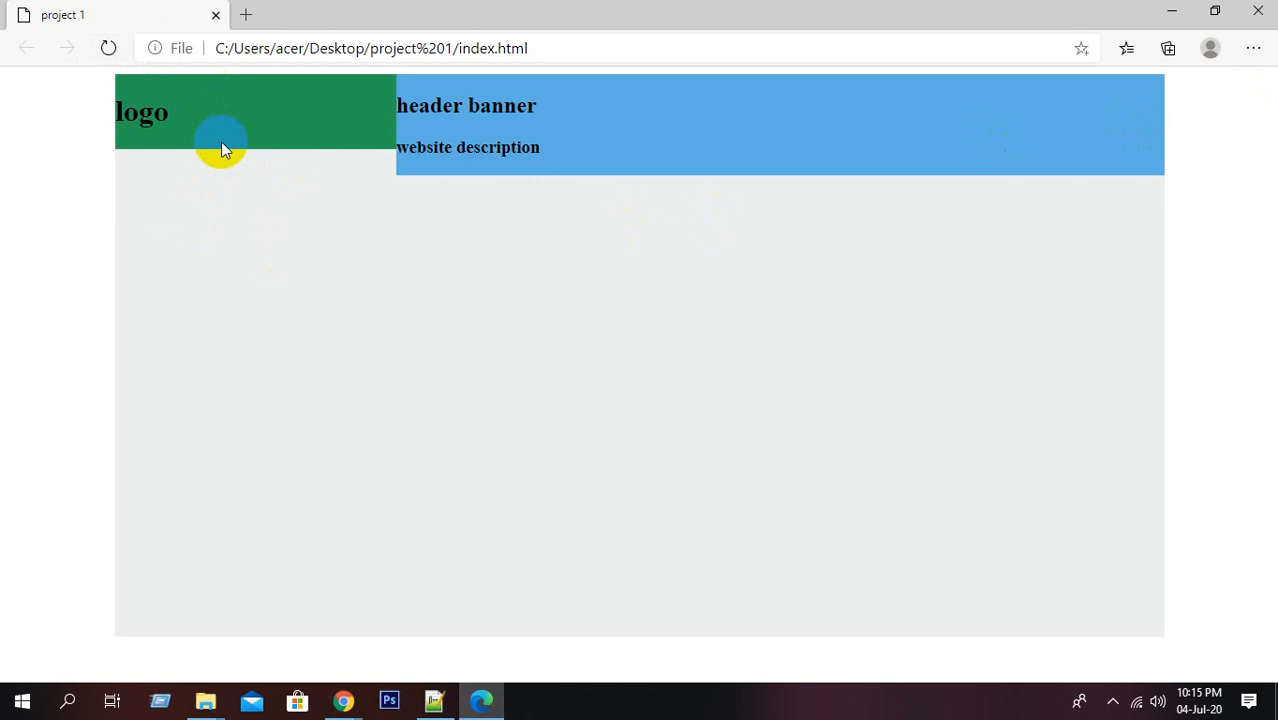 project 1
File
C:/Users/acer/Desktop/project%201/index.html
logo
header banner
website description
Ps
10:15 PM
04-Jul-20